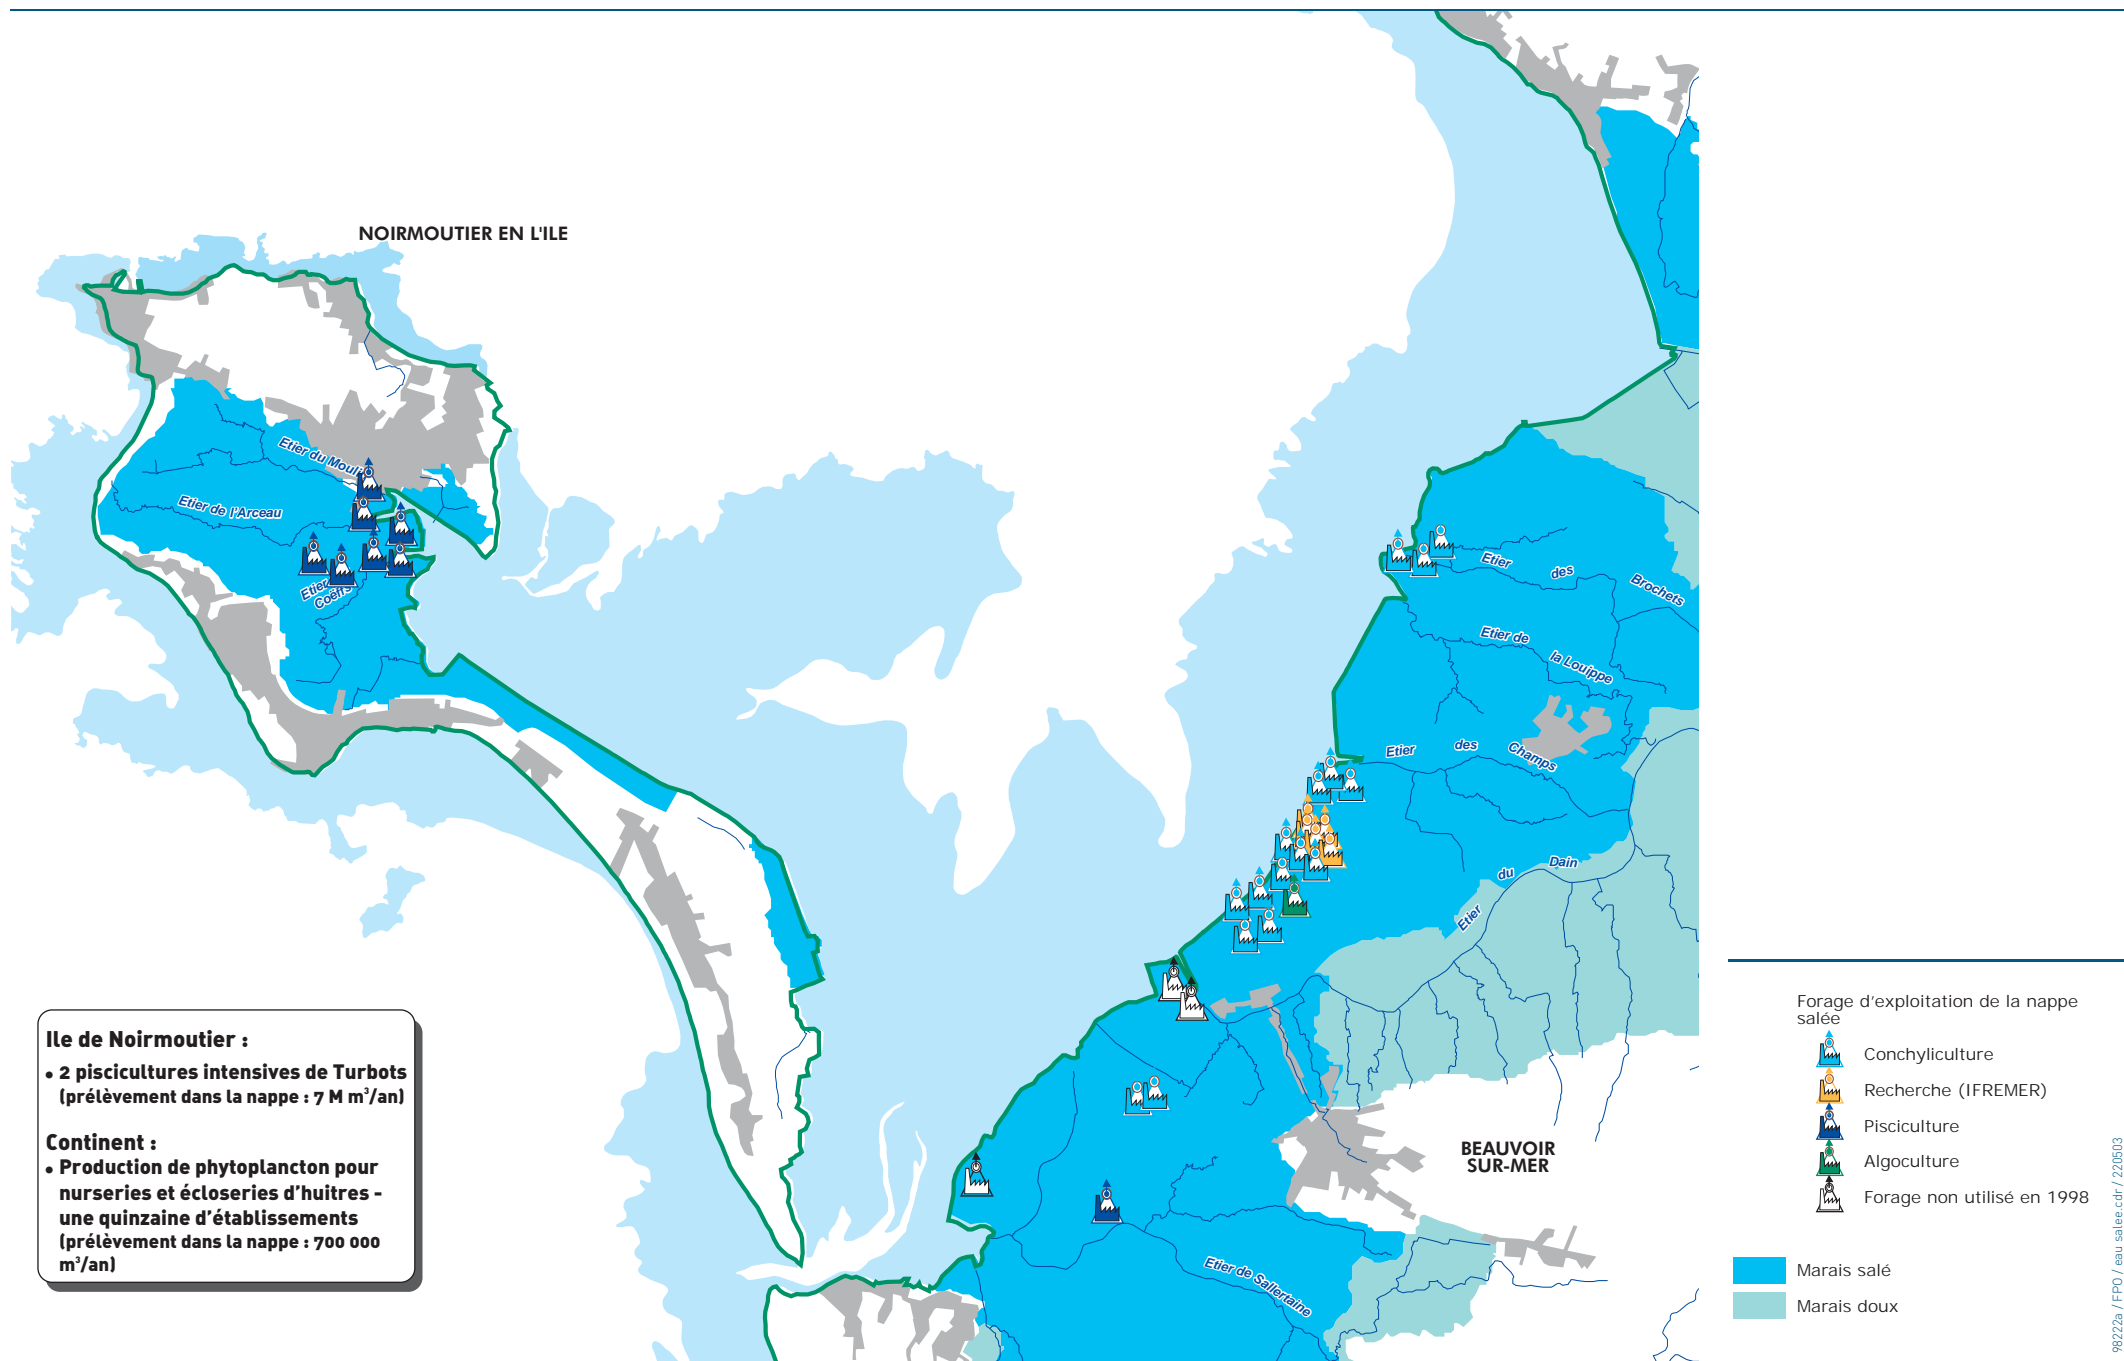 NOIRMOUTIER EN L'ILE
Etier du Mouli
Etier de l'Arceau
Etier
Coëffs
Etier des Brochets
Etier de la Louippe
Etier des Champs
Etier du Dain
BEAUVOIR
SUR-MER
Etier de Sallertaine
Ile de Noirmoutier :
• 2 piscicultures intensives de Turbots
(prélèvement dans la nappe : 7 M m³/an)
Continent :
• Production de phytoplancton pour
nurseries et écloseries d'huitres -
une quinzaine d'établissements
(prélèvement dans la nappe : 700 000
m³/an)
Forage d'exploitation de la nappe
salée
Conchyliculture
Recherche (IFREMER)
Pisciculture
Algoculture
Forage non utilisé en 1998
Marais salé
Marais doux
98222a / FPO / eau salee.cdr / 220503